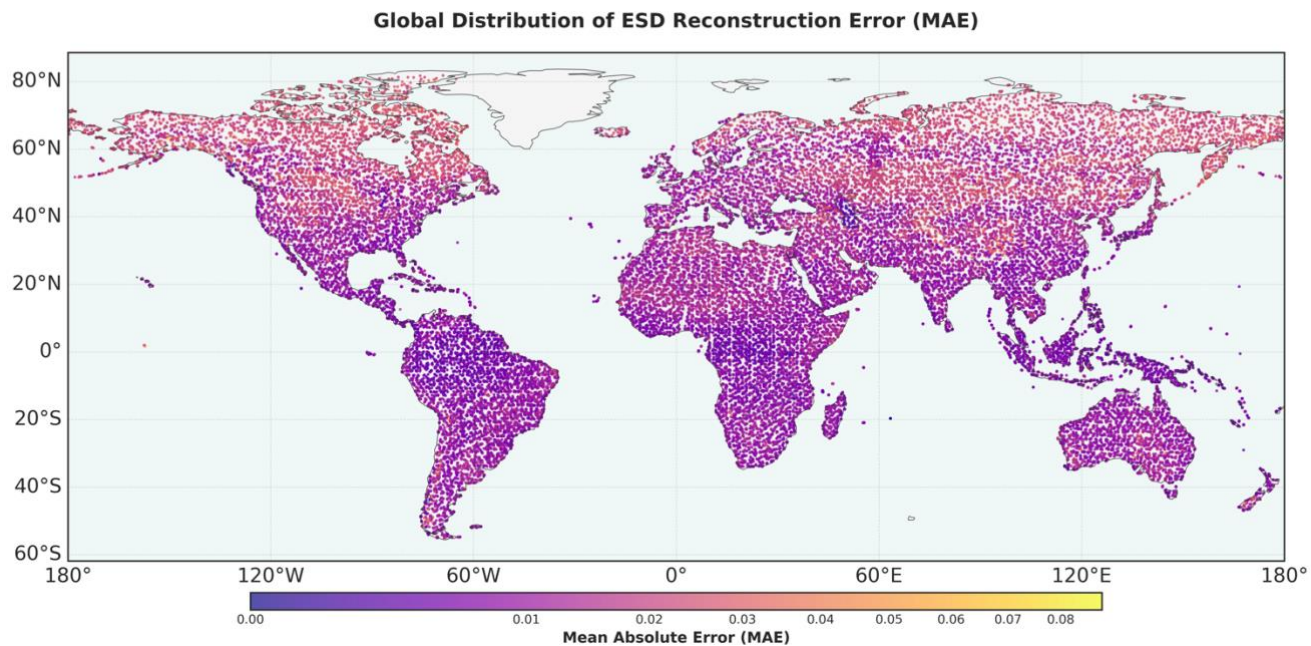 Global Distribution of ESD Reconstruction Error (MAE)
80°N
60°N
40°N
20°N
0°
20°S
40°S
60°S
180° 120°W 60°W 0° 60°E 120°E 180°
0.00 0.01 0.02 0.03 0.04 0.05 0.06 0.07 0.08
Mean Absolute Error (MAE)